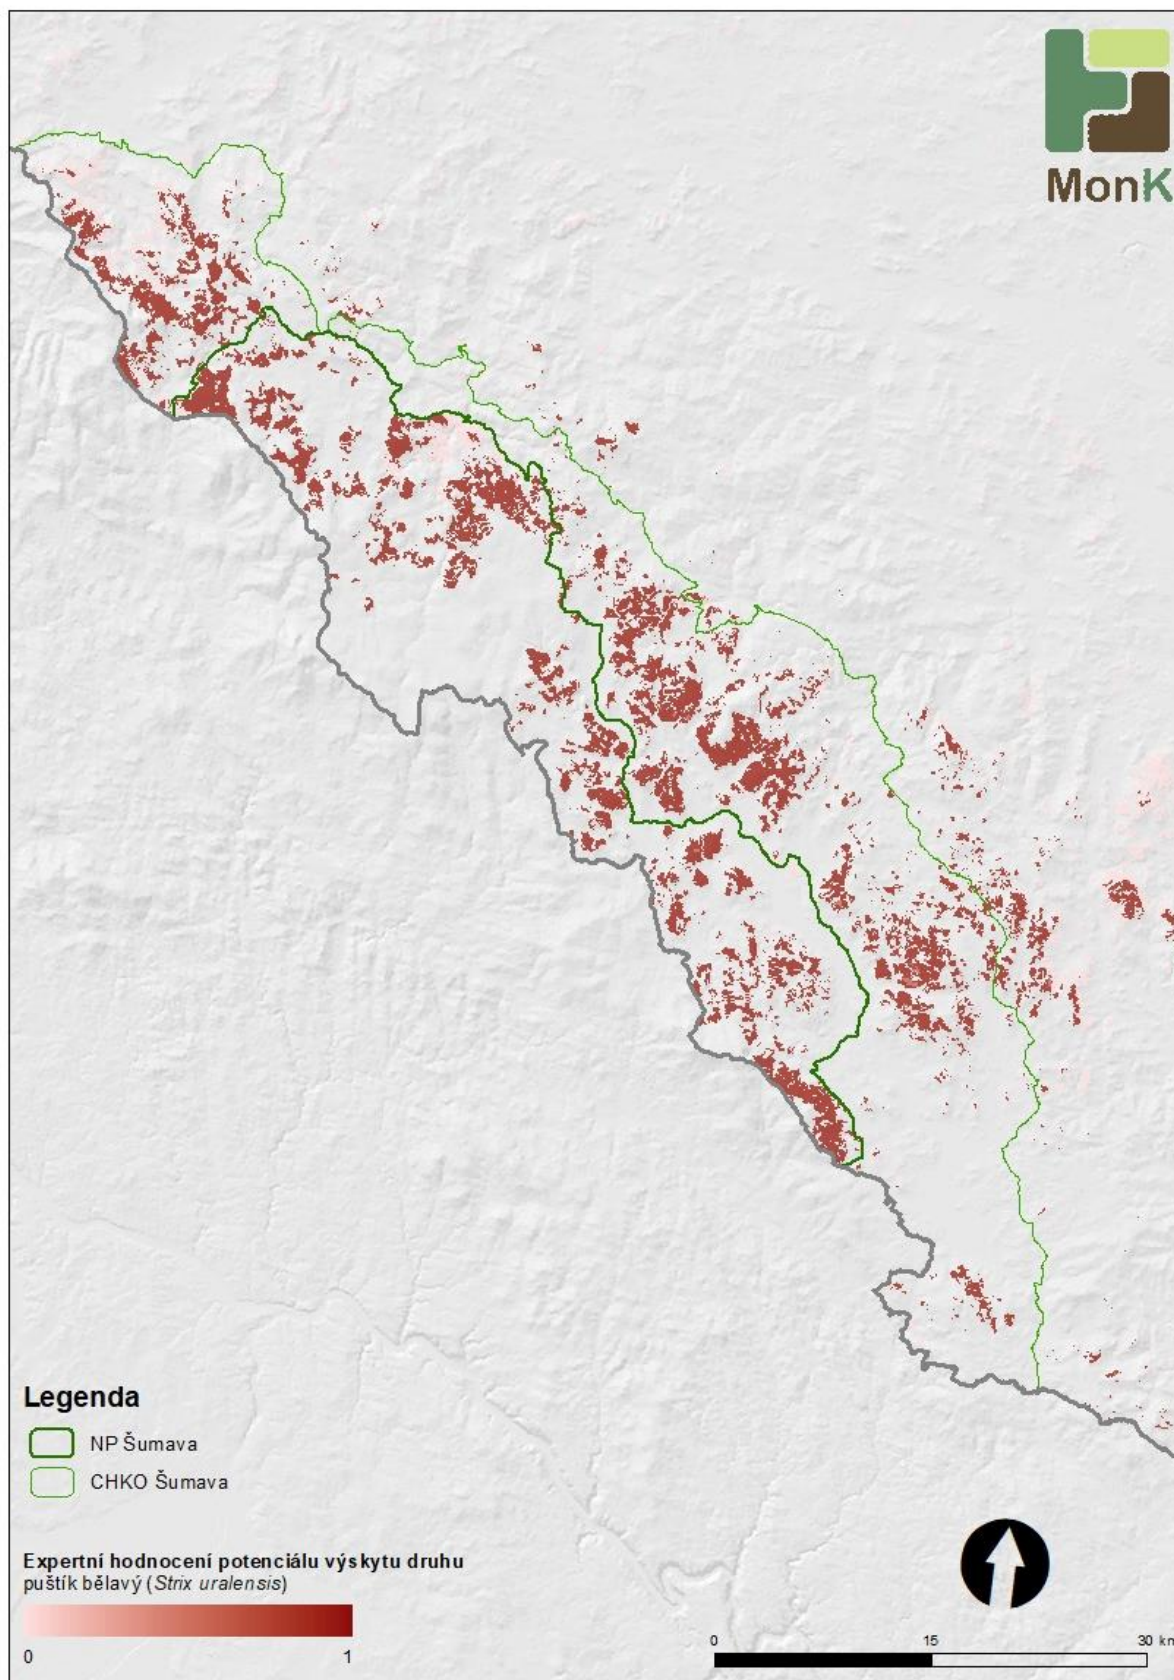 MonK
Legenda
NP Šumava
CHKO Šumava
Expertní hodnocení potenciálu výskytu druhu
puštík bělavý (Strix uralensis)
0 1
0 15 30 km